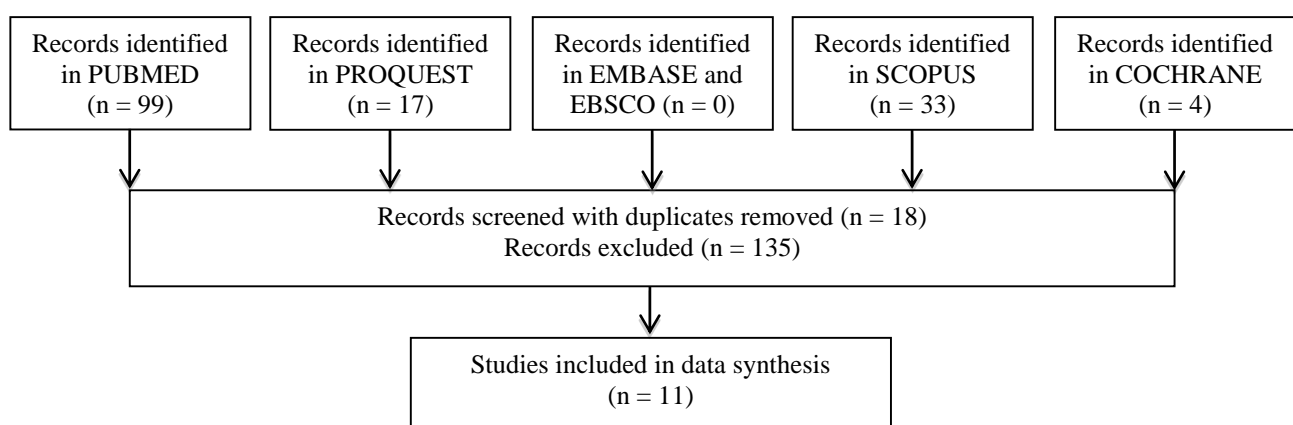 Records identified
in PUBMED
(n = 99)
Records identified
in PROQUEST
(n = 17)
Records identified
in EMBASE and
EBSCO (n = 0)
Records identified
in SCOPUS
(n = 33)
Records identified
in COCHRANE
(n = 4)
Records screened with duplicates removed (n = 18)
Records excluded (n = 135)
Studies included in data synthesis
(n = 11)